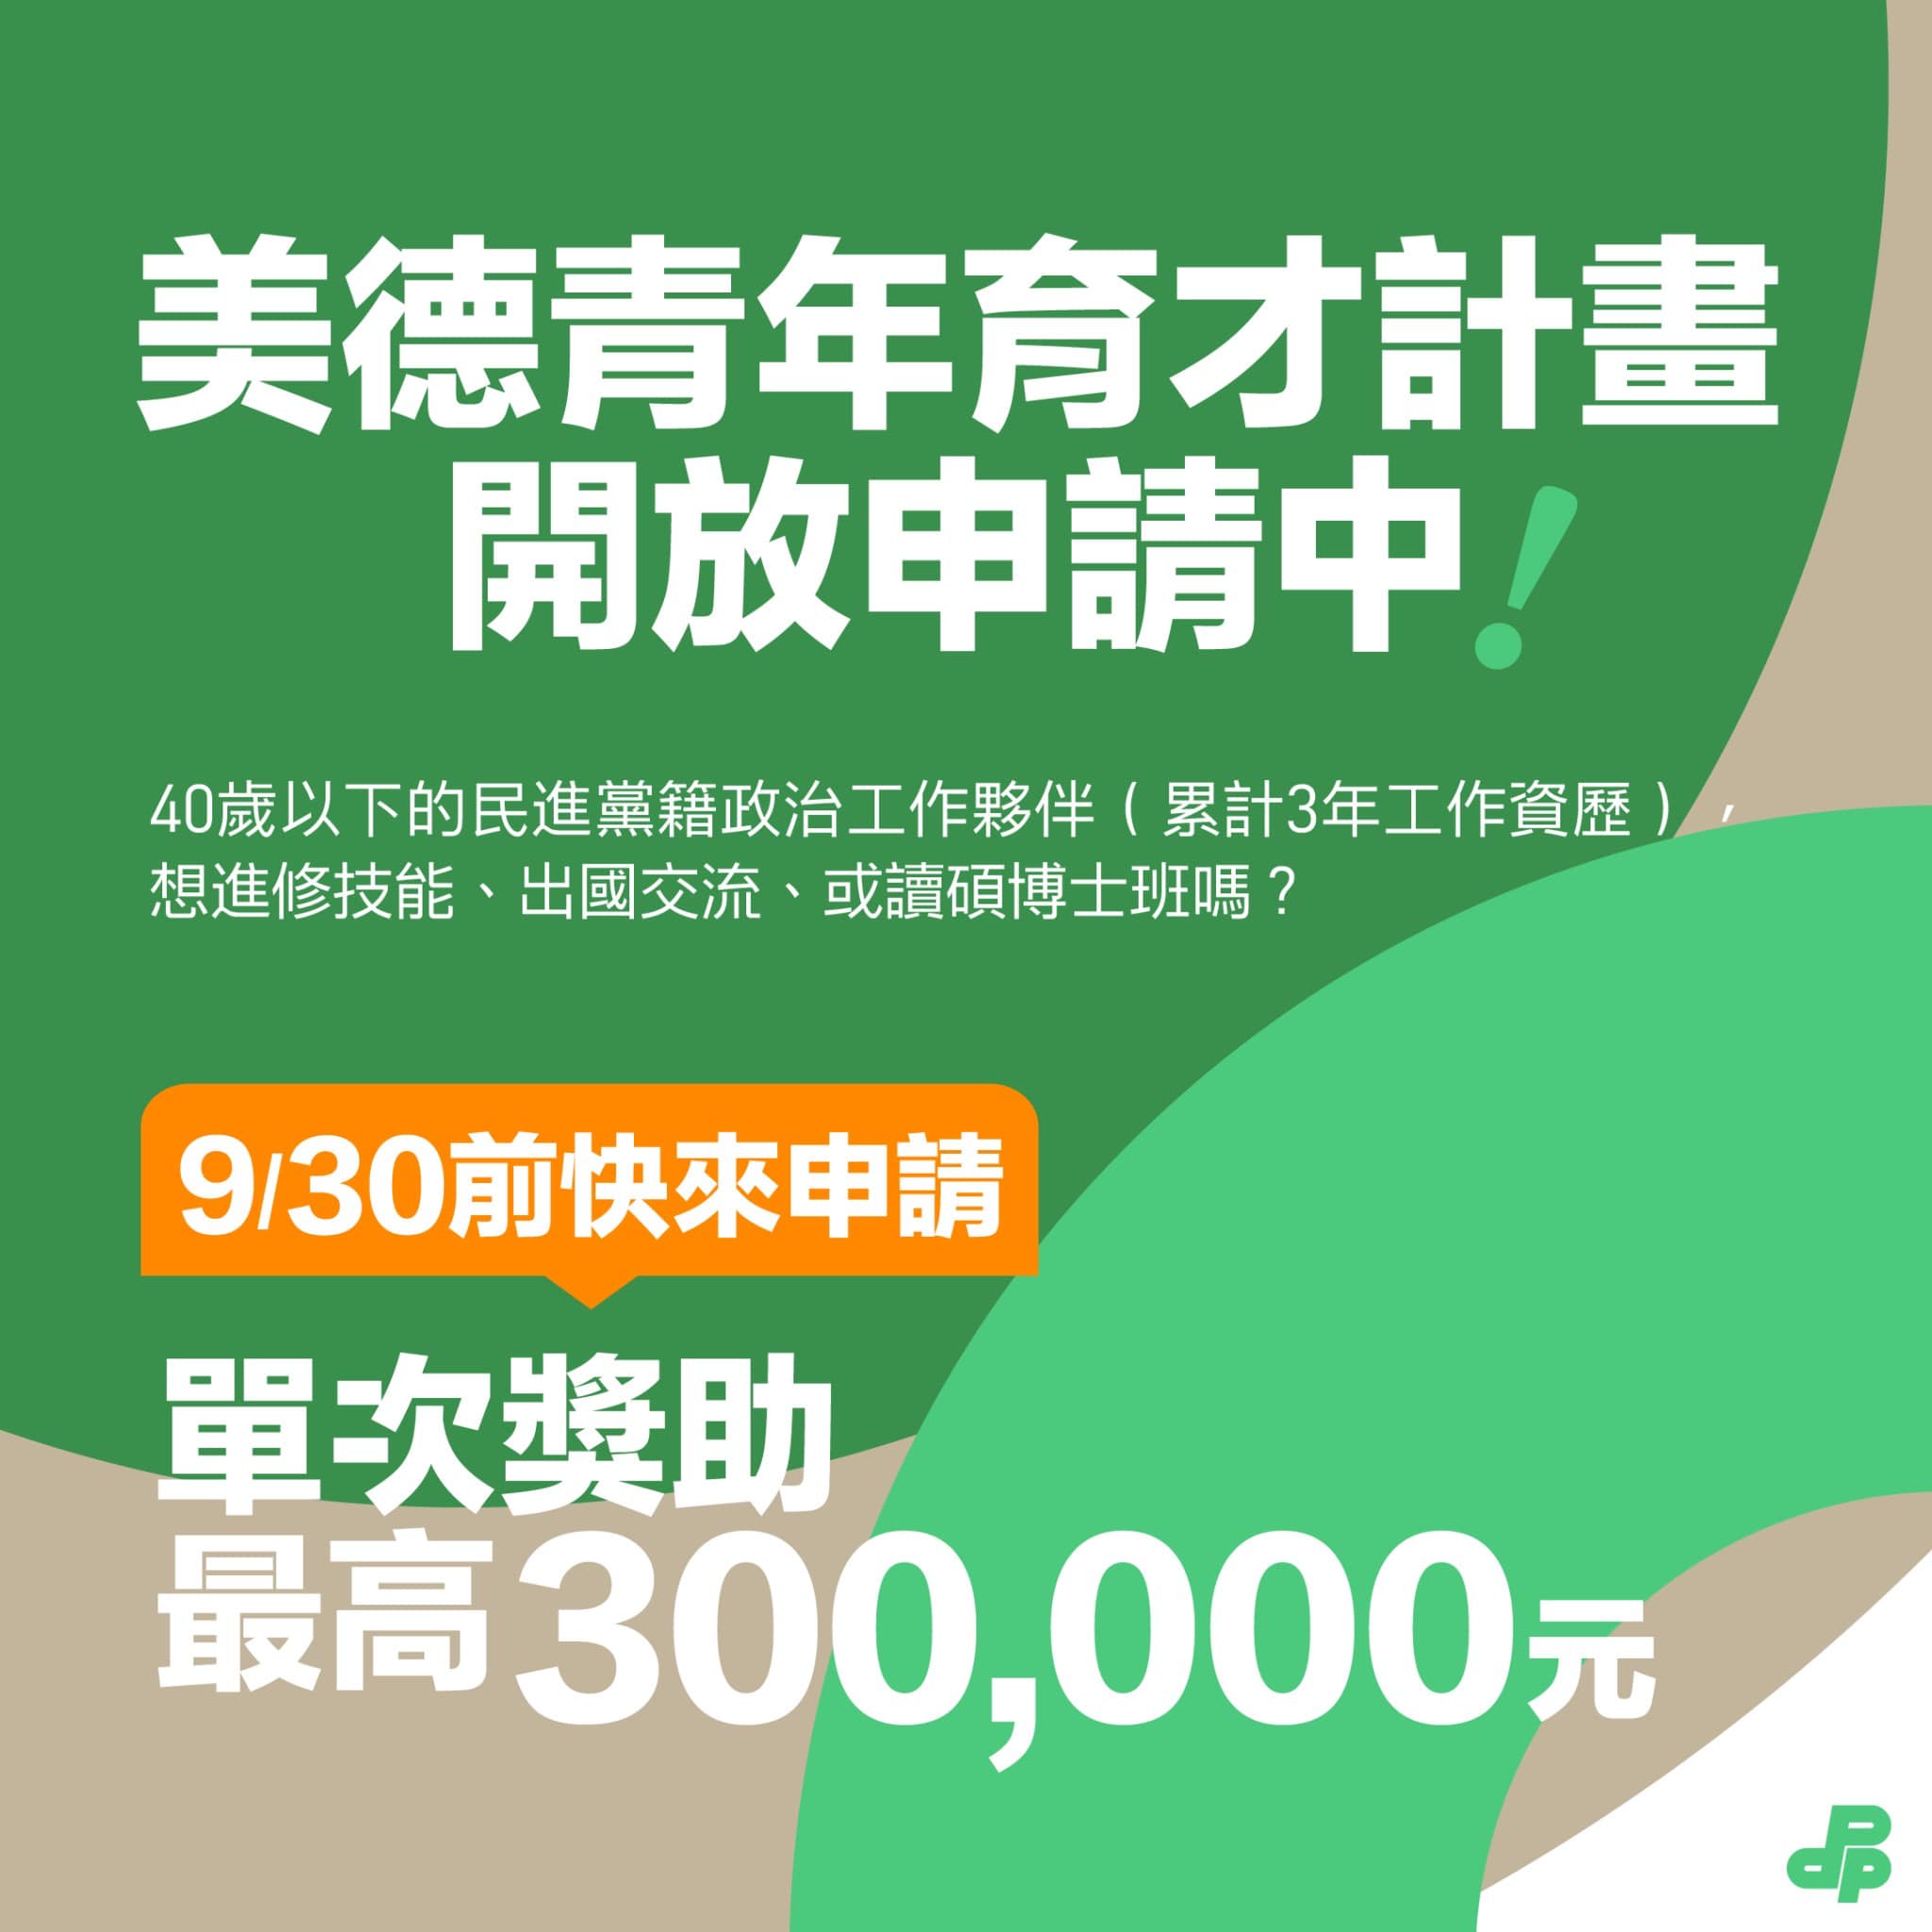 美德青年育才計畫
開放申請中!
40歲以下的民進黨籍政治工作夥伴(累計3年工作資歷),
想進修技能、出國交流、或讀碩博士班嗎?
9/30前快來申請
單次獎助
最高300,000元
dPP